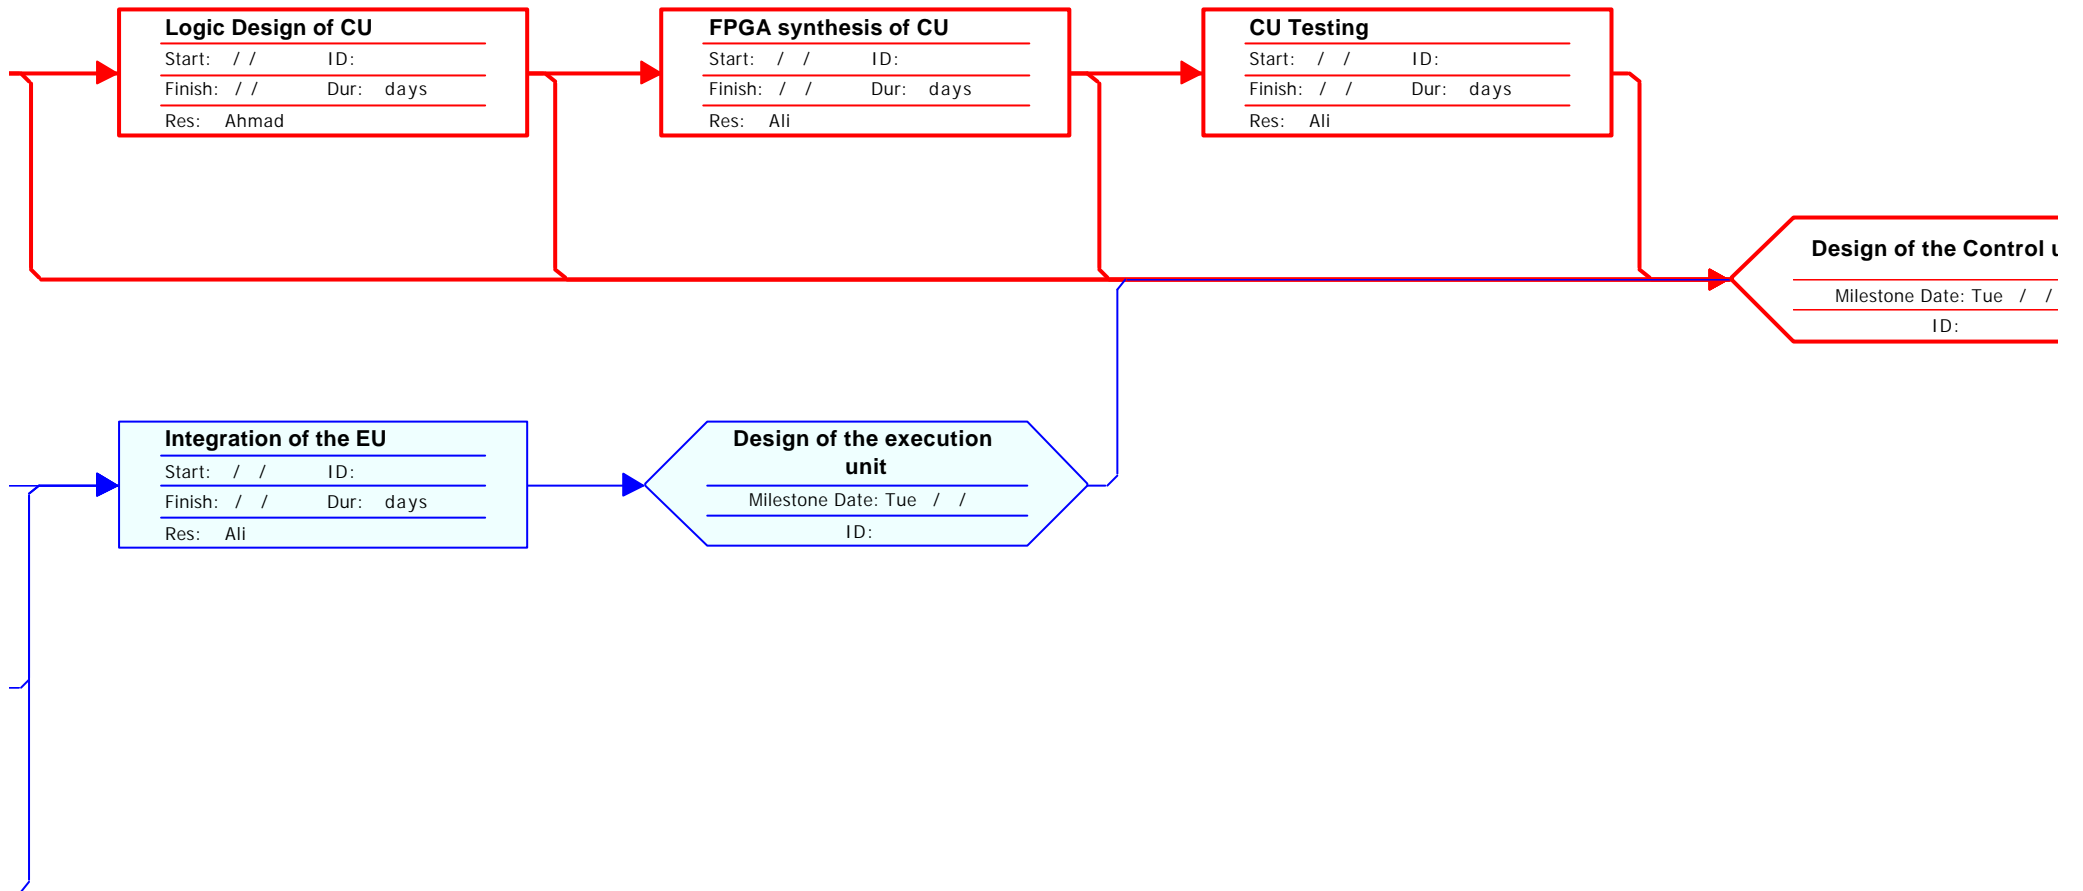 Logic Design of CU
Start: / / ID:
Finish: / / Dur: days
Res: Ahmad
FPGA synthesis of CU
Start: / / ID:
Finish: / / Dur: days
Res: Ali
CU Testing
Start: / / ID:
Finish: / / Dur: days
Res: Ali
Design of the Control u
Milestone Date: Tue / /
ID:
Integration of the EU
Start: / / ID:
Finish: / / Dur: days
Res: Ali
Design of the execution
unit
Milestone Date: Tue / /
ID: